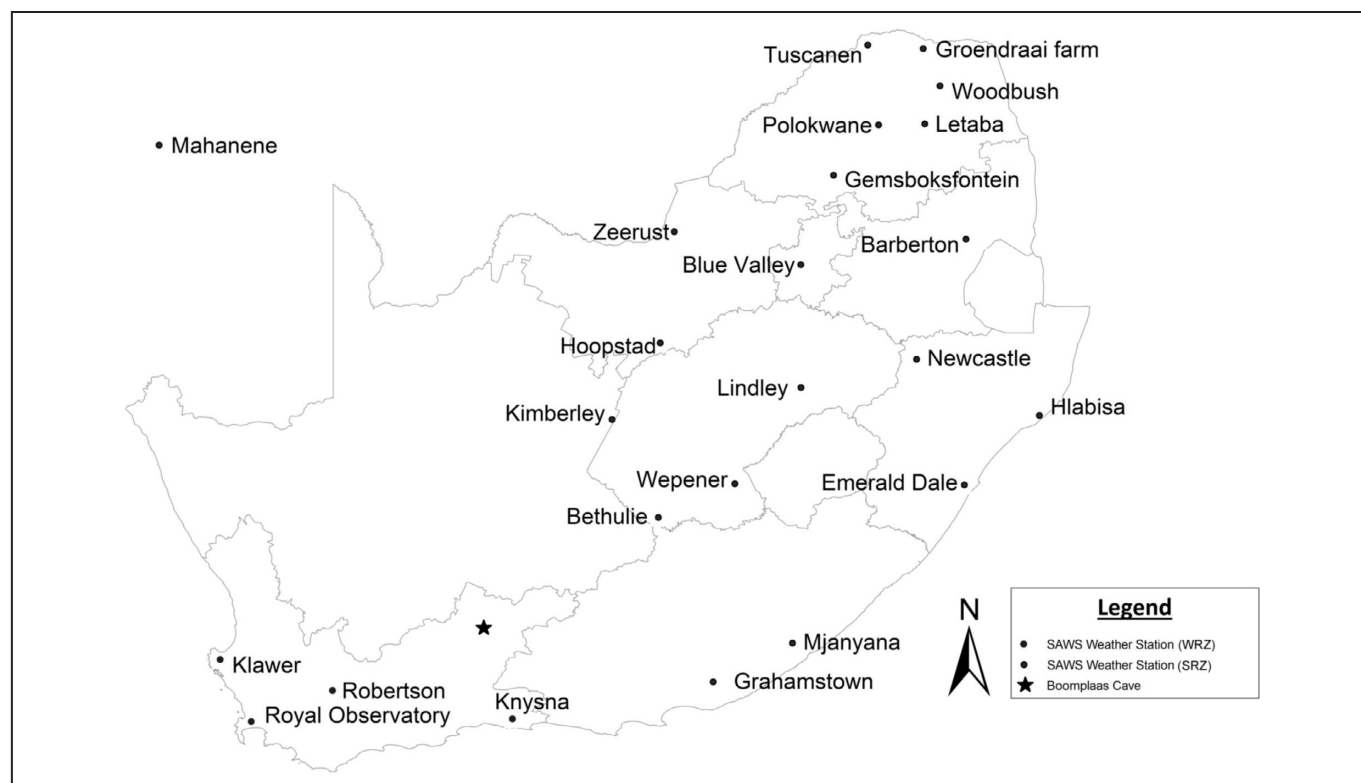 Tuscanen
Groendraai farm
Woodbush
Polokwane
Letaba
Mahanene
Gemsboksfontein
Zeerust
Barberton
Blue Valley
Hoopstad
Newcastle
Lindley
Kimberley
Hlabisa
Wepener
Emerald Dale
Bethulie
N
Legend
SAWS Weather Station (WRZ)
SAWS Weather Station (SRZ)
Boomplaas Cave
Mjanyana
Klawer
Grahamstown
Robertson
Knysna
Royal Observatory